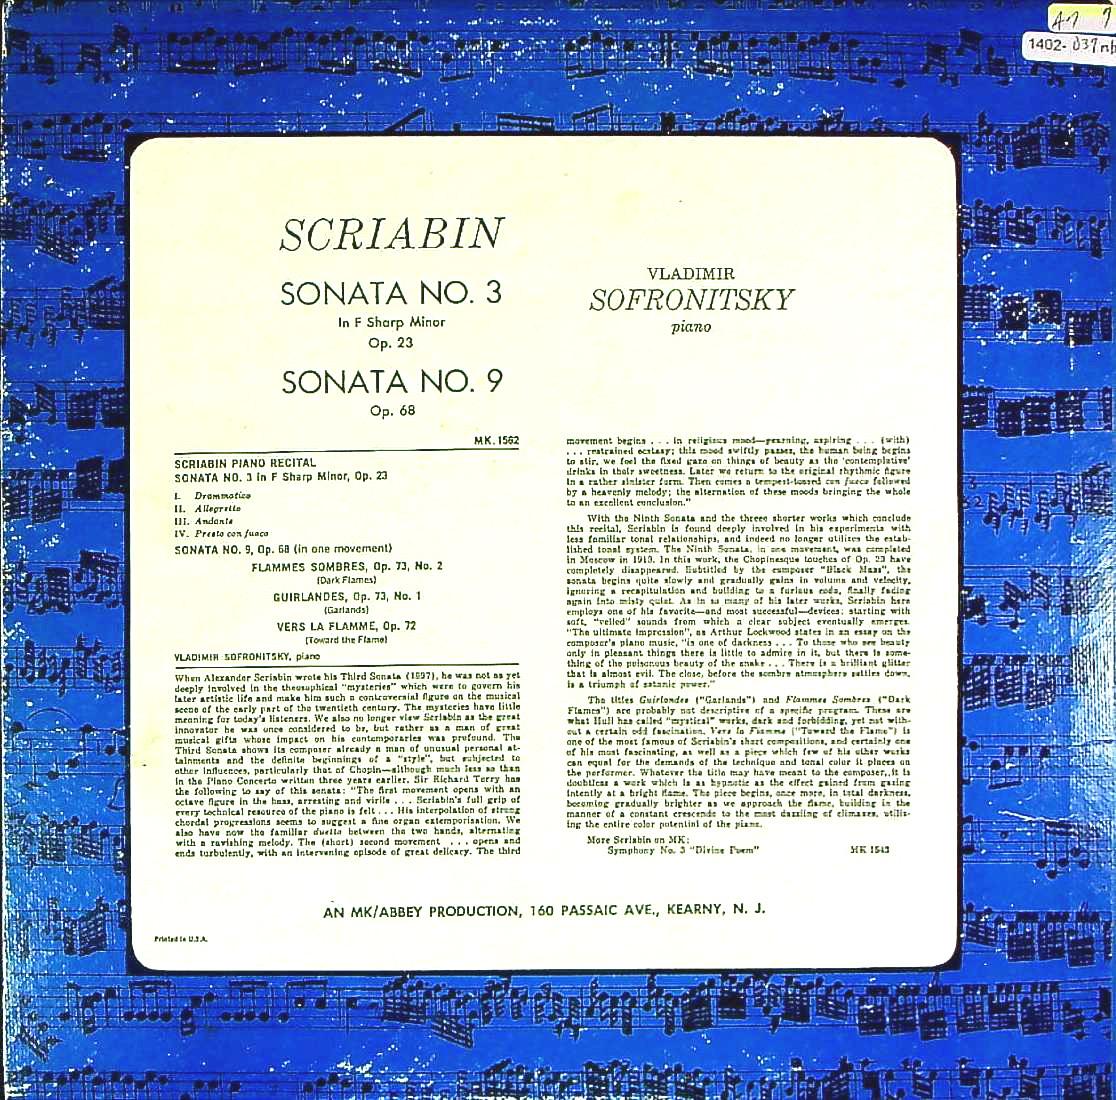 A7 7
1402-
SCRIABIN
SONATA NO. 3
In F Sharp Minor
Op. 23
SONATA NO. 9
Op. 68
VLADIMIR
SOFRONITSKY
piano
MK. 1562
SCRIABIN PIANO RECITAL
SONATA NO. 3 in F Sharp Minor, Op. 23
I. Drammatico
II. Allegretto
III. Andante
IV. Presto con fuoco
SONATA NO. 9, Op. 68 (in one movement)
FLAMMES SOMBRES, Op. 73, No. 2
(Dark Flames)
GUIRLANDES, Op. 73, No. 1
(Garlands)
VERS LA FLAMME, Op. 72
(Toward the Flame)
VLADIMIR SOFRONITSKY, piano
When Alexander Scriabin wrote his Third Sonata (1897), he was not as yet
deeply involved in the theosophical "mysteries" which were to govern his
later artistic life and make him such a controversial figure on the musical
scene of the early part of the twentieth century. The mysteries have little
meaning for today's listeners. We also no longer view Scriabin as the great
innovator he was once considered to be, but rather as a man of great
musical gifts whose impact on his contemporaries was profound. The
Third Sonata shows its composer already a man of unusual personal at-
tainments and the definite beginnings of a "style", but subjected to
other influences, particularly that of Chopin—although much less so than
in the Piano Concerto written three years earlier. Sir Richard Terry has
the following to say of this sonata: "The first movement opens with an
octave figure in the bass, arresting and virile . . . Scriabin's full grip of
every technical resource of the piano is felt . . . His interpolation of strong
chordal progressions seems to suggest a fine organ extemporisation. We
also have now the familiar duetto between the two hands, alternating
with a ravishing melody. The (short) second movement . . . opens and
ends turbulently, with an intervening episode of great delicacy. The third
movement begins . . . in religious mood—yearning, aspiring . . . (with)
. . . restrained ecstasy; this mood swiftly passes, the human being begins
to stir, we feel the fixed gaze on things of beauty as the 'contemplative'
drinks in their sweetness. Later we return to the original rhythmic figure
in a rather sinister form. Then comes a tempest-tossed con fuoco followed
by a heavenly melody; the alternation of these moods bringing the whole
to an excellent conclusion."
With the Ninth Sonata and the threee shorter works which conclude
this recital, Scriabin is found deeply involved in his experiments with
less familiar tonal relationships, and indeed no longer utilizes the estab-
lished tonal system. The Ninth Sonata, in one movement, was completed
in Moscow in 1913. In this work, the Chopinesque touches of Op. 23 have
completely disappeared. Subtitled by the composer "Black Mass", the
sonata begins quite slowly and gradually gains in volume and velocity,
ignoring a recapitulation and building to a furious coda, finally fading
again into misty quiet. As in so many of his later works, Scriabin here
employs one of his favorite—and most successful—devices: starting with
soft, "veiled" sounds from which a clear subject eventually emerges.
"The ultimate impression", as Arthur Lockwood states in an essay on the
composer's piano music, "is one of darkness . . . To those who see beauty
only in pleasant things there is little to admire in it, but there is some-
thing of the poisonous beauty of the snake . . . There is a brilliant glitter
that is almost evil. The close, before the sombre atmosphere settles down,
is a triumph of satanic power."
The titles Guirlandes ("Garlands") and Flammes Sombres ("Dark
Flames") are probably not descriptive of a specific program. These are
what Hull has called "mystical" works, dark and forbidding, yet not with-
out a certain odd fascination. Vers la Flamme ("Toward the Flame") is
one of the most famous of Scriabin's short compositions, and certainly one
of his most fascinating, as well as a piece which few of his other works
can equal for the demands of the technique and tonal color it places on
the performer. Whatever the title may have meant to the composer, it is
doubtless a work which is as hypnotic as the effect gained from gazing
intently at a bright flame. The piece begins, once more, in total darkness,
becoming gradually brighter as we approach the flame, building in the
manner of a constant crescendo to the most dazzling of climaxes, utiliz-
ing the entire color potential of the piano.
More Scriabin on MK:
Symphony No. 3 "Divine Poem" MK 1543
AN MK/ABBEY PRODUCTION, 160 PASSAIC AVE., KEARNY, N. J.
Printed in U.S.A.